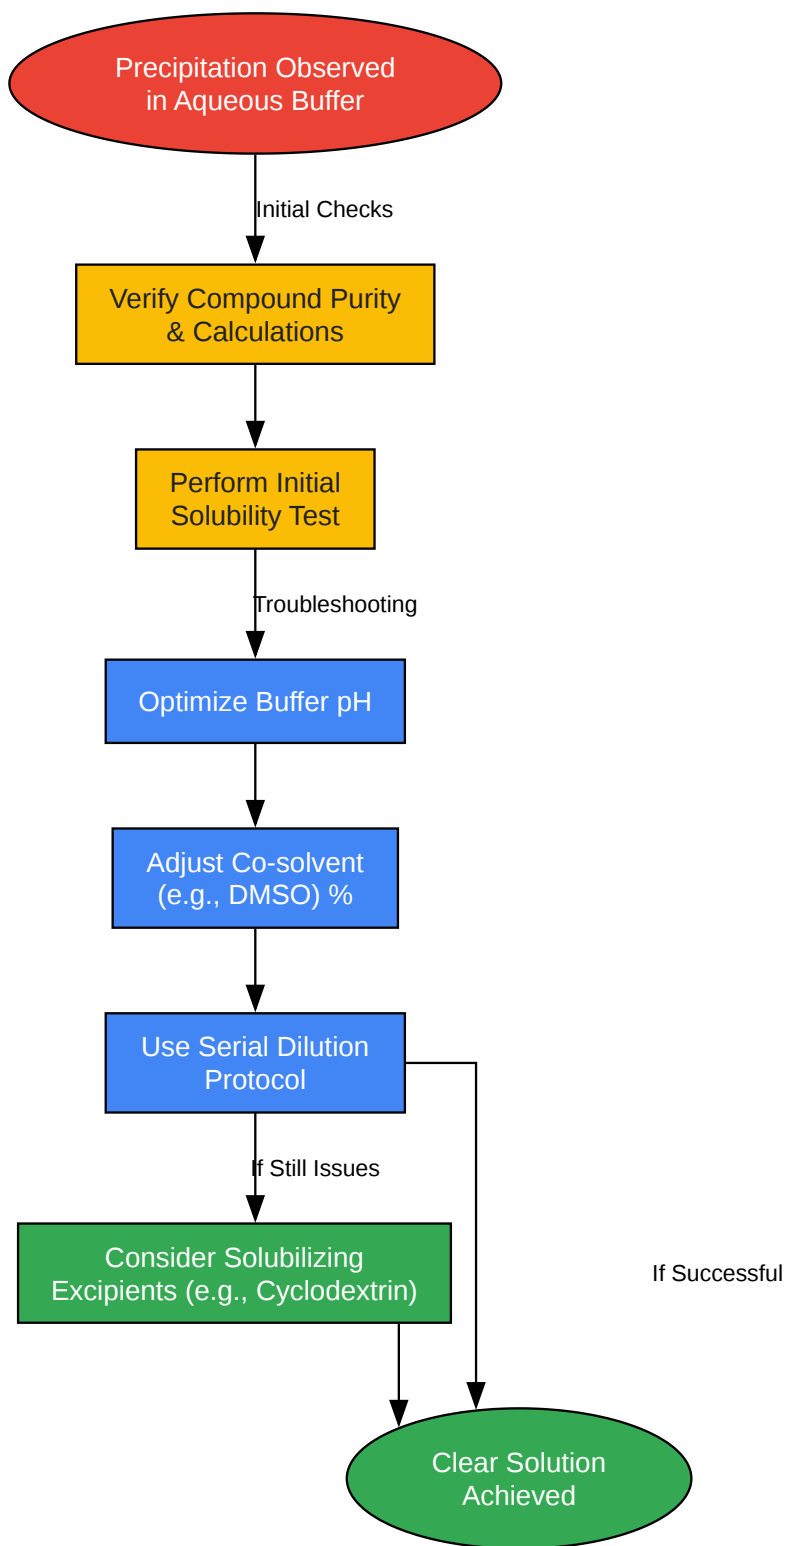 Precipitation Observed
in Aqueous Buffer
Initial Checks
Verify Compound Purity
& Calculations
Perform Initial
Solubility Test
Troubleshooting
Optimize Buffer pH
Adjust Co-solvent
(e.g., DMSO) %
Use Serial Dilution
Protocol
If Still Issues
Consider Solubilizing
Excipients (e.g., Cyclodextrin)
If Successful
Clear Solution
Achieved